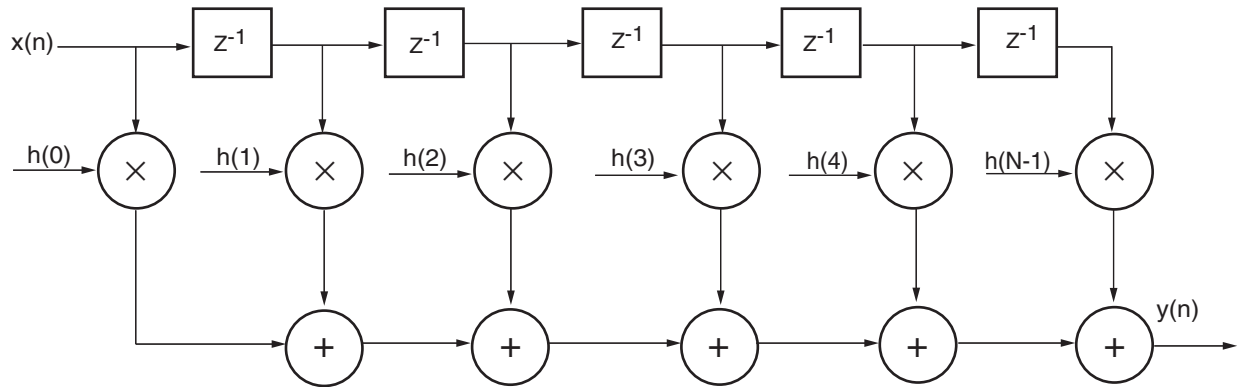 x(n)
Z⁻¹
Z⁻¹
Z⁻¹
Z⁻¹
Z⁻¹
h(0)
×
h(1)
×
h(2)
×
h(3)
×
h(4)
×
h(N-1)
×
+
+
+
+
+
y(n)